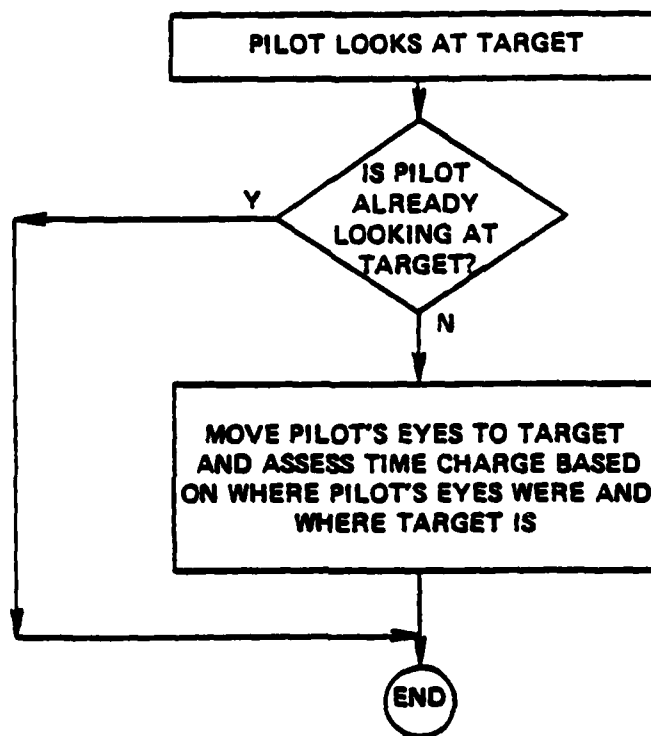 PILOT LOOKS AT TARGET
IS PILOT
ALREADY
LOOKING AT
TARGET?
Y
N
MOVE PILOT'S EYES TO TARGET
AND ASSESS TIME CHARGE BASED
ON WHERE PILOT'S EYES WERE AND
WHERE TARGET IS
END